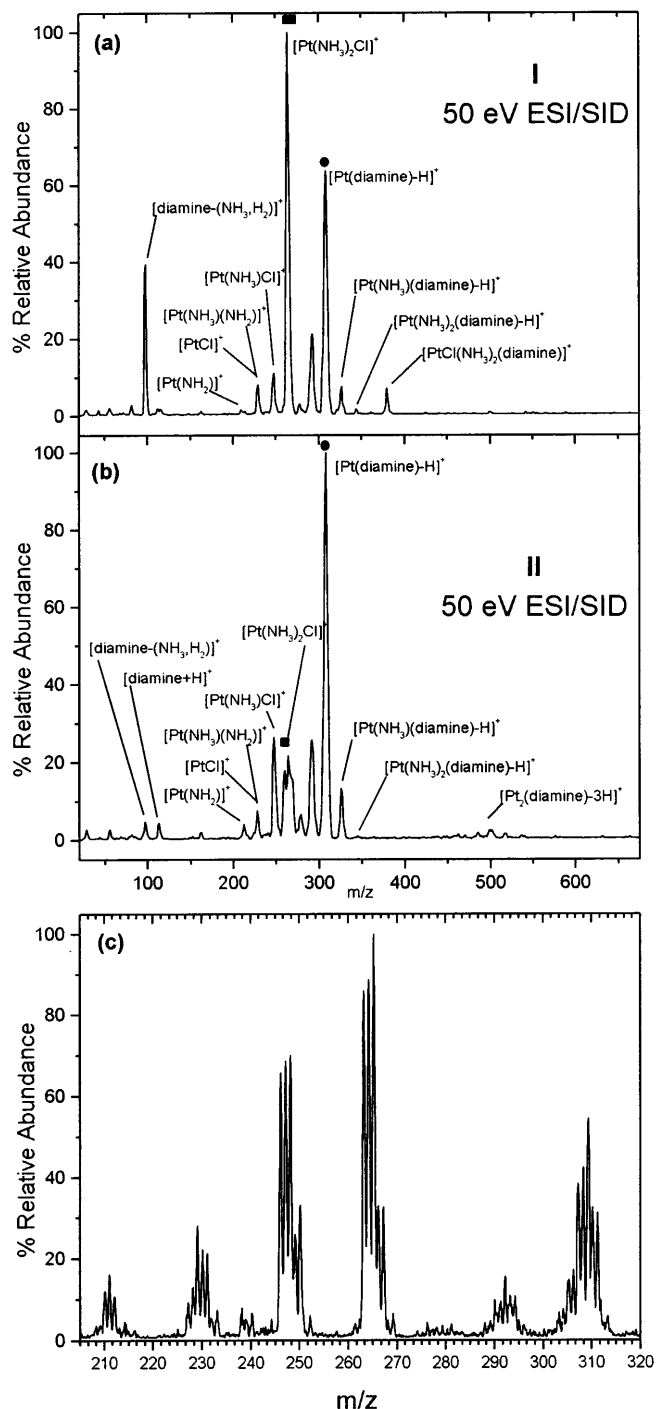 (a)
[Pt(NH3)2Cl]+
I
50 eV ESI/SID
[Pt(diamine)-H]+
[diamine-(NH3,H2)]+
[Pt(NH3)Cl]+
[Pt(NH3)(diamine)-H]+
[Pt(NH3)(NH2)]+
[Pt(NH3)2(diamine)-H]+
[PtCl]+
[PtCl(NH3)2(diamine)]+
[Pt(NH2)]+
% Relative Abundance
100
80
60
40
20
0
(b)
[Pt(diamine)-H]+
II
50 eV ESI/SID
[Pt(NH3)2Cl]+
[diamine-(NH3,H2)]+
[diamine+H]+
[Pt(NH3)Cl]+
[Pt(NH3)(diamine)-H]+
[Pt(NH3)(NH2)]+
[Pt(NH3)2(diamine)-H]+
[PtCl]+
[Pt2(diamine)-3H]+
[Pt(NH2)]+
% Relative Abundance
100
80
60
40
20
0
100 200 300 400 500 600
m/z
(c)
% Relative Abundance
100
80
60
40
20
0
210 220 230 240 250 260 270 280 290 300 310 320
m/z